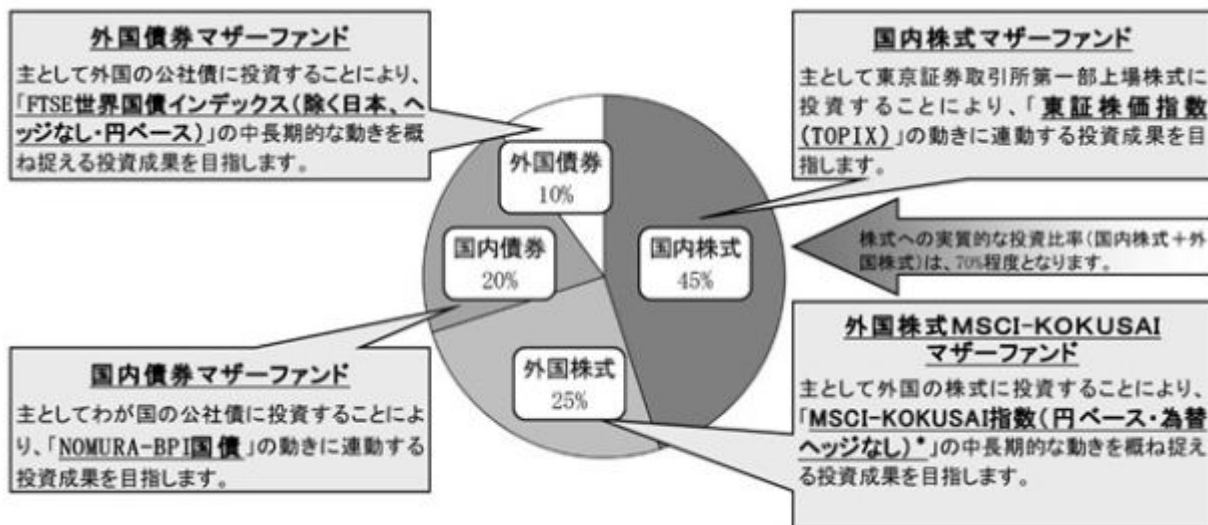 外国債券マザーファンド
主として外国の公社債に投資することにより、
「FTSE世界国債インデックス(除く日本、ヘ
ッジなし・円ベース)」の中長期的な動きを概
ね捉える投資成果を目指します。
国内株式マザーファンド
主として東京証券取引所第一部上場株式に
投資することにより、「東証株価指数
(TOPIX)」の動きに連動する投資成果を目
指します。
外国債券
10%
国内債券
20%
国内株式
45%
株式への実質的な投資比率(国内株式+外
国株式)は、70%程度となります。
外国株式
25%
国内債券マザーファンド
主としてわが国の公社債に投資することによ
り、「NOMURA-BPI国債」の動きに連動する
投資成果を目指します。
外国株式MSCI-KOKUSAI
マザーファンド
主として外国の株式に投資することにより、
「MSCI-KOKUSAI指数(円ベース・為替
ヘッジなし)*」の中長期的な動きを概ね捉え
る投資成果を目指します。